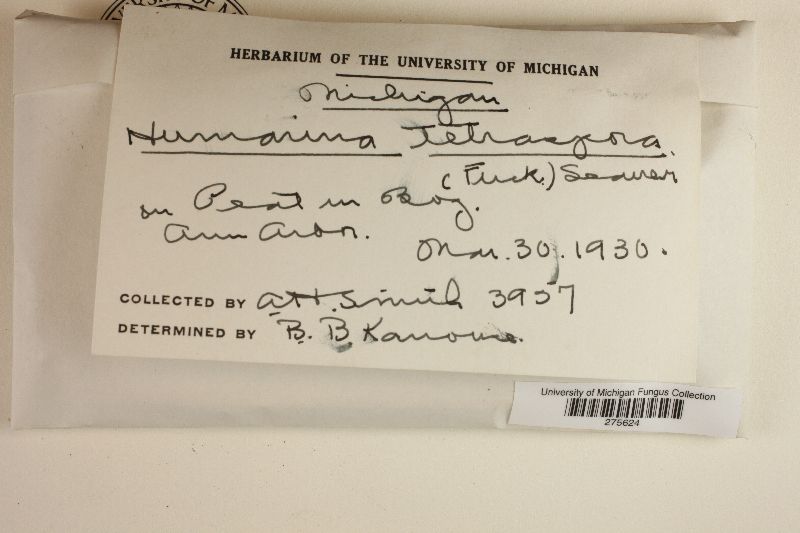 HERBARIUM OF THE UNIVERSITY OF MICHIGAN
Michigan
Humarina Tetraspora.
(Fuck.) Seaver
on Peat in Bog.
Ann Arbor. Mar. 30, 1930.
COLLECTED BY A.H. Smith 3957
DETERMINED BY B. B. Kanouse.
University of Michigan Fungus Collection
275624